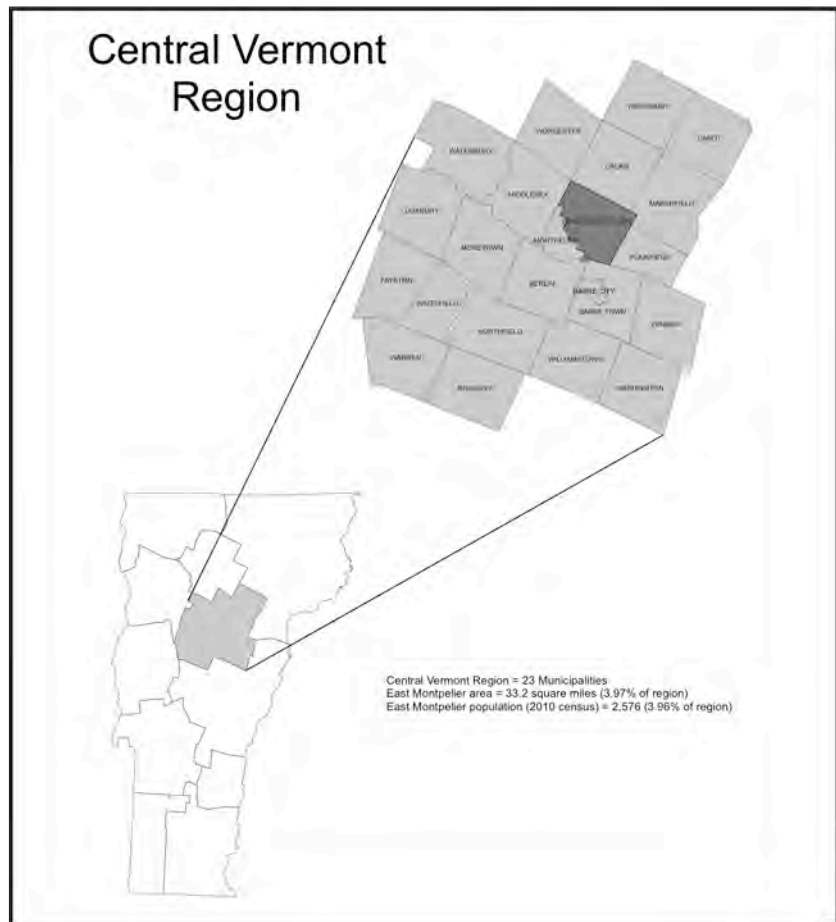 Central Vermont
Region
WOODBURY
CABOT
WORCESTER
CALAIS
WATERBURY
MIDDLESEX
MARSHFIELD
DUXBURY
MORETOWN
PLAINFIELD
BERLIN
BARRE CITY
FAYSTON
WAITSFIELD
BARRE TOWN
ORANGE
NORTHFIELD
WARREN
WILLIAMSTOWN
ROXBURY
WASHINGTON
Central Vermont Region = 23 Municipalities
East Montpelier area = 33.2 square miles (3.97% of region)
East Montpelier population (2010 census) = 2,576 (3.96% of region)